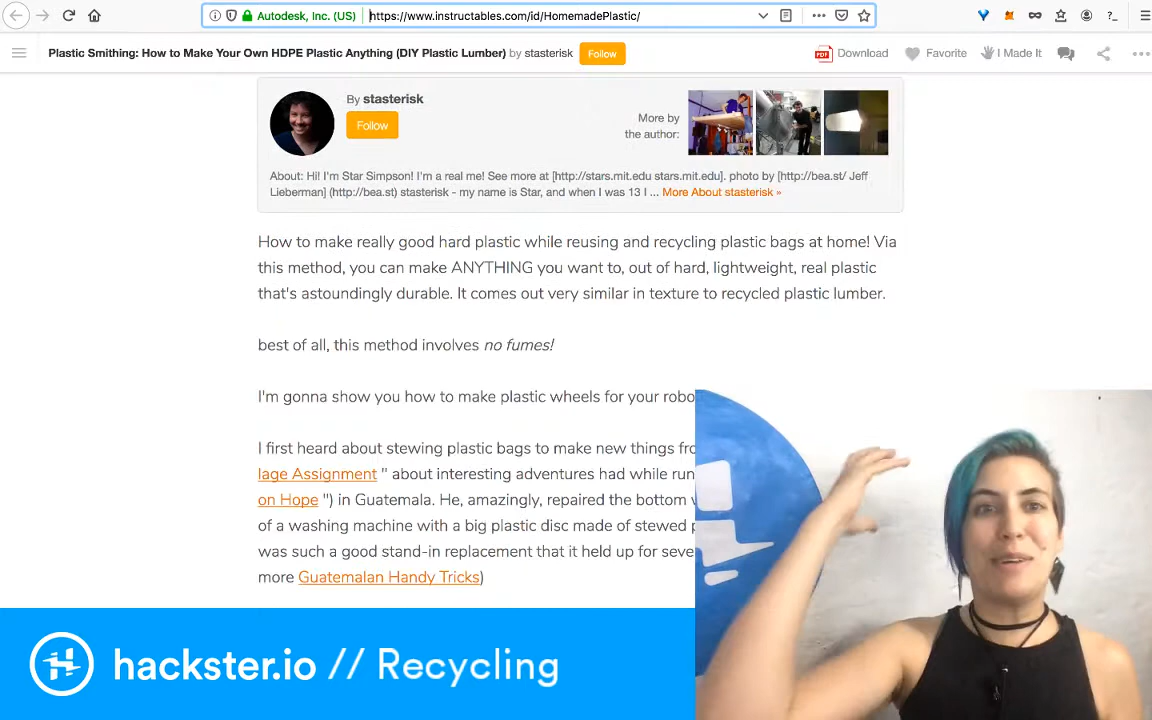 Autodesk, Inc. (US)
https://www.instructables.com/id/HomemadePlastic/
Plastic Smithing: How to Make Your Own HDPE Plastic Anything (DIY Plastic Lumber) by stasterisk
Follow
Download
Favorite
I Made It
By stasterisk
Follow
More by
the author:
About: Hi! I'm Star Simpson! I'm a real me! See more at [http://stars.mit.edu stars.mit.edu]. photo by [http://bea.st/ Jeff
Lieberman] (http://bea.st) stasterisk - my name is Star, and when I was 13 I ... More About stasterisk »
How to make really good hard plastic while reusing and recycling plastic bags at home! Via
this method, you can make ANYTHING you want to, out of hard, lightweight, real plastic
that's astoundingly durable. It comes out very similar in texture to recycled plastic lumber.
best of all, this method involves no fumes!
I'm gonna show you how to make plastic wheels for your robo
I first heard about stewing plastic bags to make new things fro
lage Assignment " about interesting adventures had while run
on Hope ") in Guatemala. He, amazingly, repaired the bottom
of a washing machine with a big plastic disc made of stewed p
was such a good stand-in replacement that it held up for seve
more Guatemalan Handy Tricks)
hackster.io // Recycling